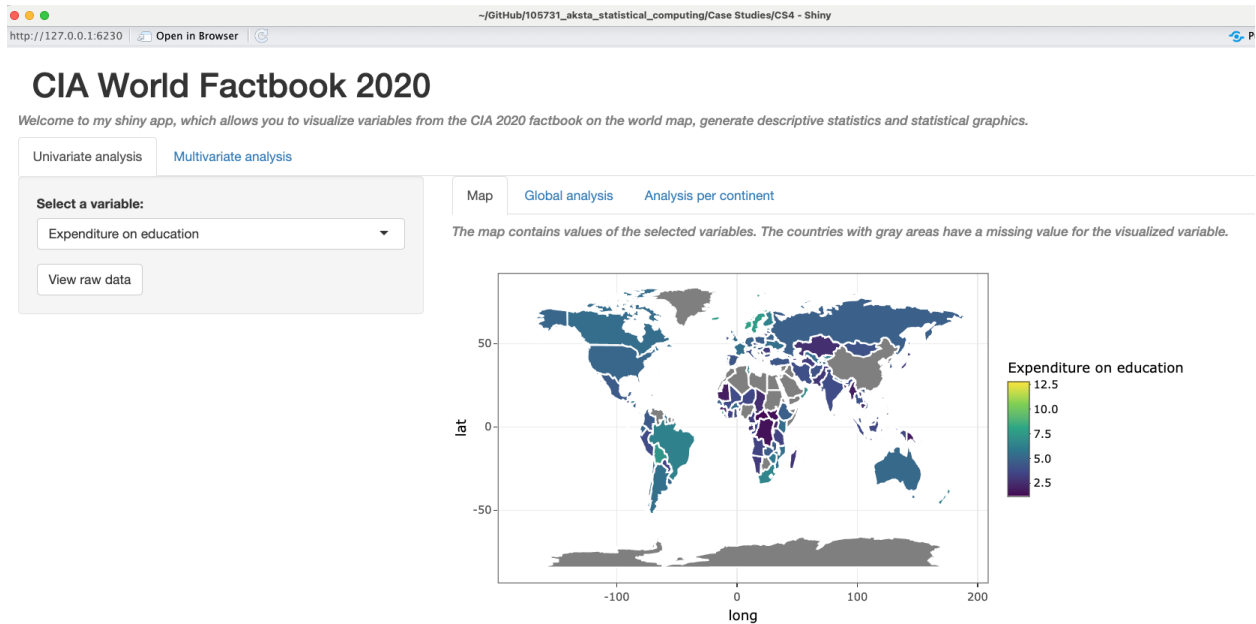 ~/GitHub/105731_aksta_statistical_computing/Case Studies/CS4 - Shiny
http://127.0.0.1:6230 Open in Browser
CIA World Factbook 2020
Welcome to my shiny app, which allows you to visualize variables from the CIA 2020 factbook on the world map, generate descriptive statistics and statistical graphics.
Univariate analysis Multivariate analysis
Select a variable:
Expenditure on education
View raw data
Map Global analysis Analysis per continent
The map contains values of the selected variables. The countries with gray areas have a missing value for the visualized variable.
50
0
-50
lat
-100 0 100 200
long
Expenditure on education
12.5
10.0
7.5
5.0
2.5